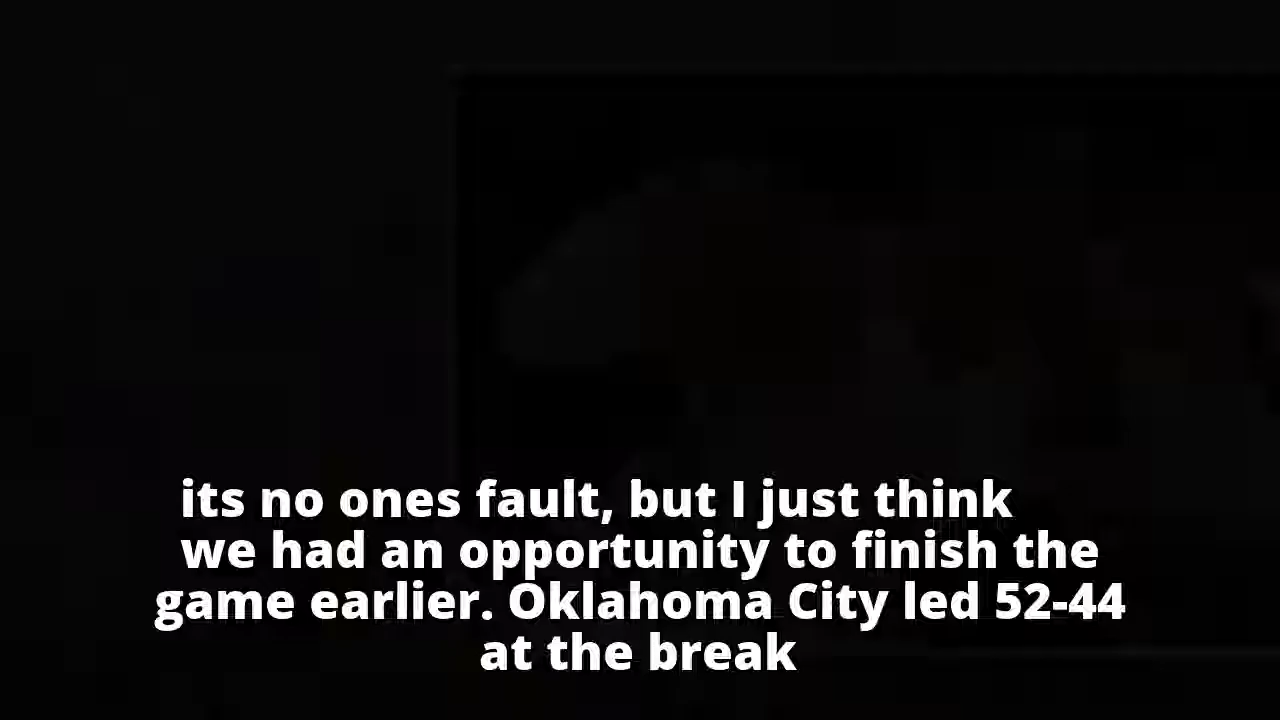 its no ones fault, but I just think
we had an opportunity to finish the
game earlier. Oklahoma City led 52-44
at the break